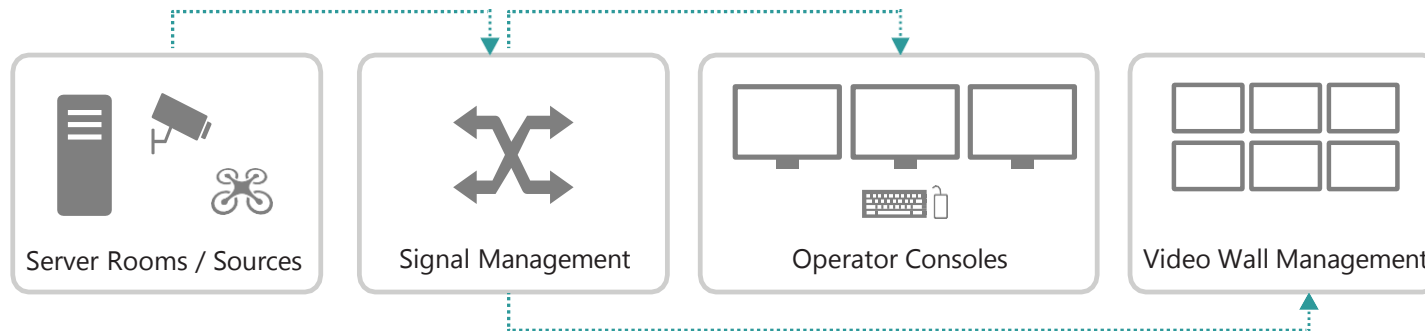 Server Rooms / Sources
Signal Management
Operator Consoles
Video Wall Management